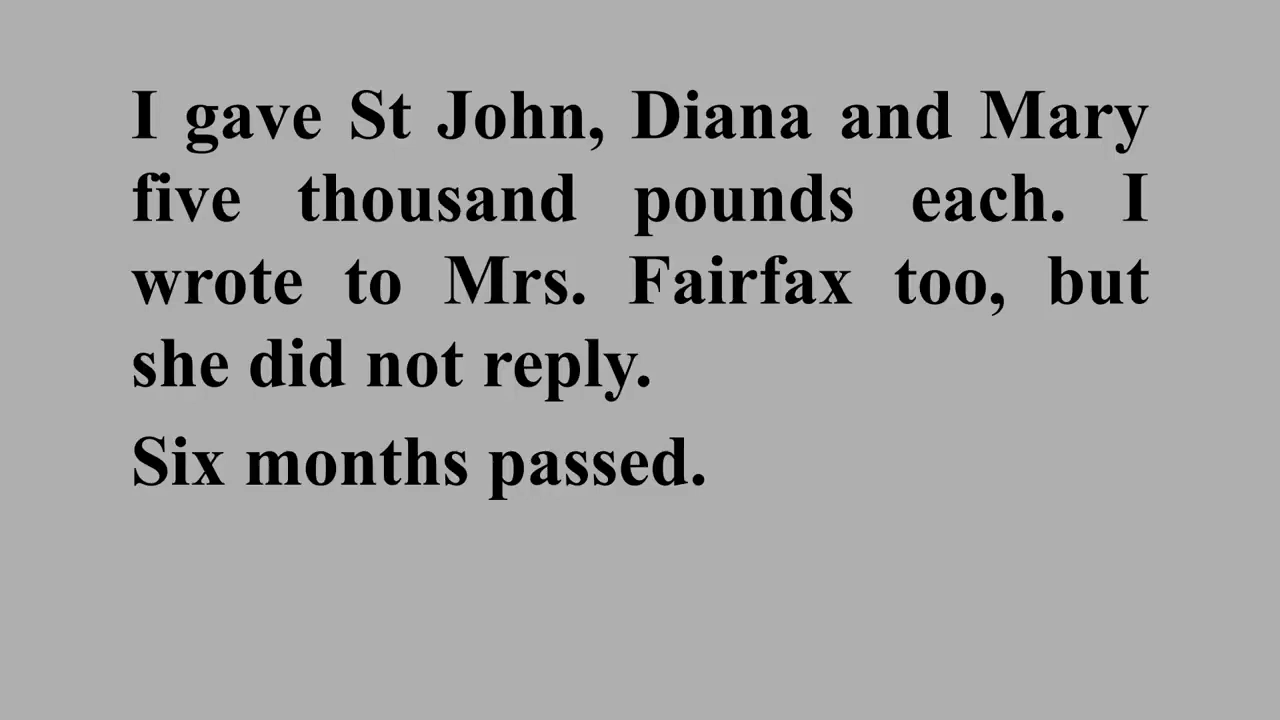 I gave St John, Diana and Mary
five thousand pounds each. I
wrote to Mrs. Fairfax too, but
she did not reply.
Six months passed.